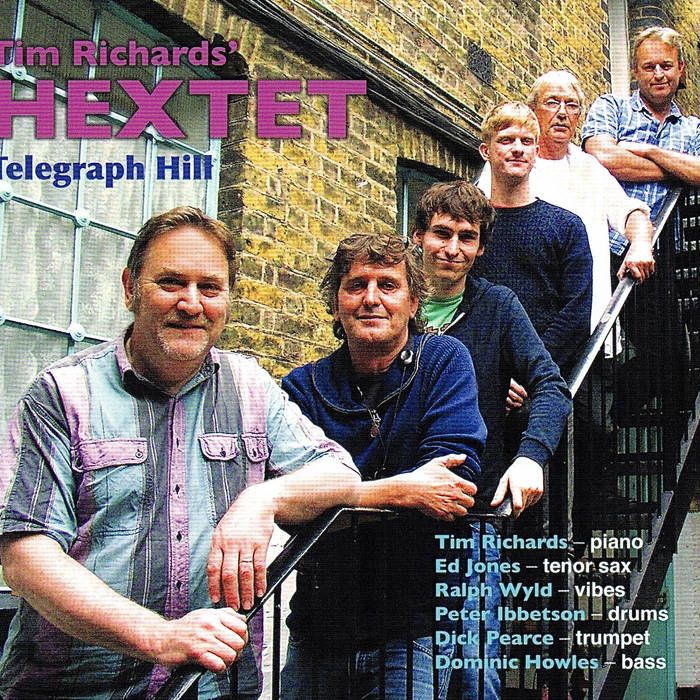 Tim Richards'
HEXTET
Telegraph Hill
Tim Richards – piano
Ed Jones – tenor sax
Ralph Wyld – vibes
Peter Ibbetson – drums
Dick Pearce – trumpet
Dominic Howles – bass